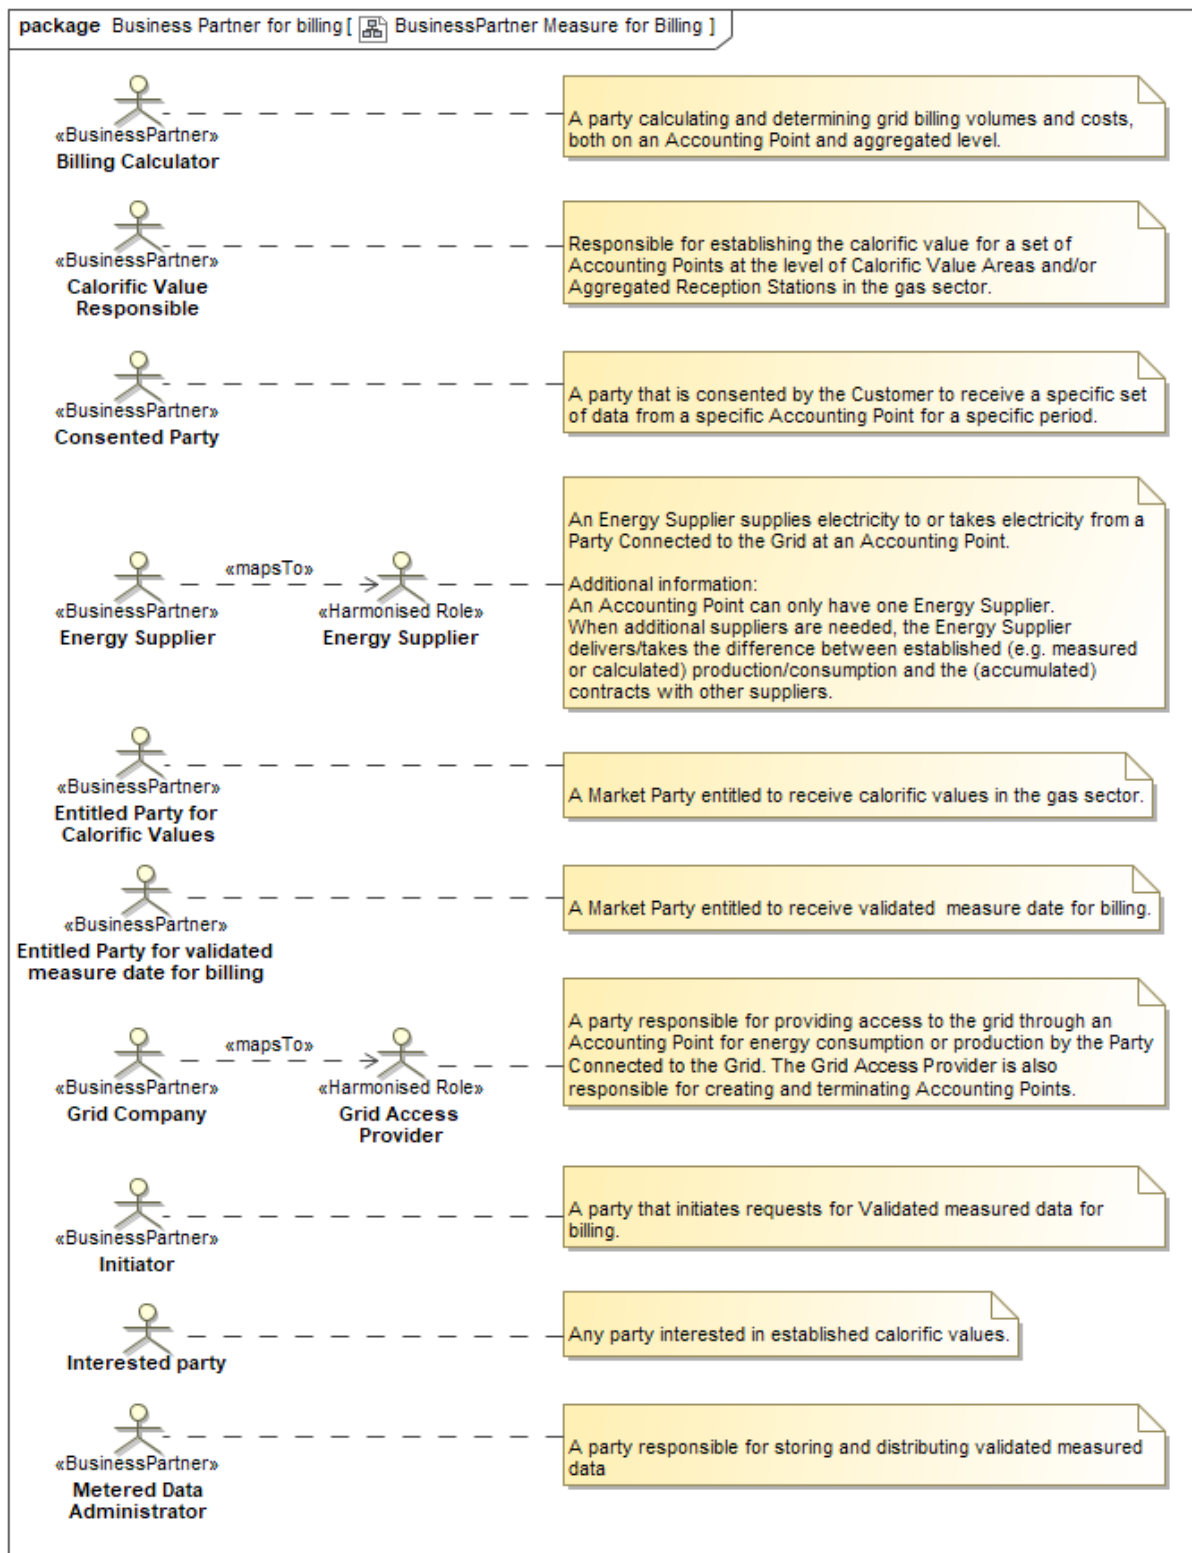 package Business Partner for billing [ BusinessPartner Measure for Billing ]
«BusinessPartner»
Billing Calculator
A party calculating and determining grid billing volumes and costs,
both on an Accounting Point and aggregated level.
«BusinessPartner»
Calorific Value
Responsible
Responsible for establishing the calorific value for a set of
Accounting Points at the level of Calorific Value Areas and/or
Aggregated Reception Stations in the gas sector.
«BusinessPartner»
Consented Party
A party that is consented by the Customer to receive a specific set
of data from a specific Accounting Point for a specific period.
«BusinessPartner»
Energy Supplier
«mapsTo»
«Harmonised Role»
Energy Supplier
An Energy Supplier supplies electricity to or takes electricity from a
Party Connected to the Grid at an Accounting Point.
Additional information:
An Accounting Point can only have one Energy Supplier.
When additional suppliers are needed, the Energy Supplier
delivers/takes the difference between established (e.g. measured
or calculated) production/consumption and the (accumulated)
contracts with other suppliers.
«BusinessPartner»
Entitled Party for
Calorific Values
A Market Party entitled to receive calorific values in the gas sector.
«BusinessPartner»
Entitled Party for validated
measure date for billing
A Market Party entitled to receive validated measure date for billing.
«BusinessPartner»
Grid Company
«mapsTo»
«Harmonised Role»
Grid Access
Provider
A party responsible for providing access to the grid through an
Accounting Point for energy consumption or production by the Party
Connected to the Grid. The Grid Access Provider is also
responsible for creating and terminating Accounting Points.
«BusinessPartner»
Initiator
A party that initiates requests for Validated measured data for
billing.
Interested party
Any party interested in established calorific values.
«BusinessPartner»
Metered Data
Administrator
A party responsible for storing and distributing validated measured
data